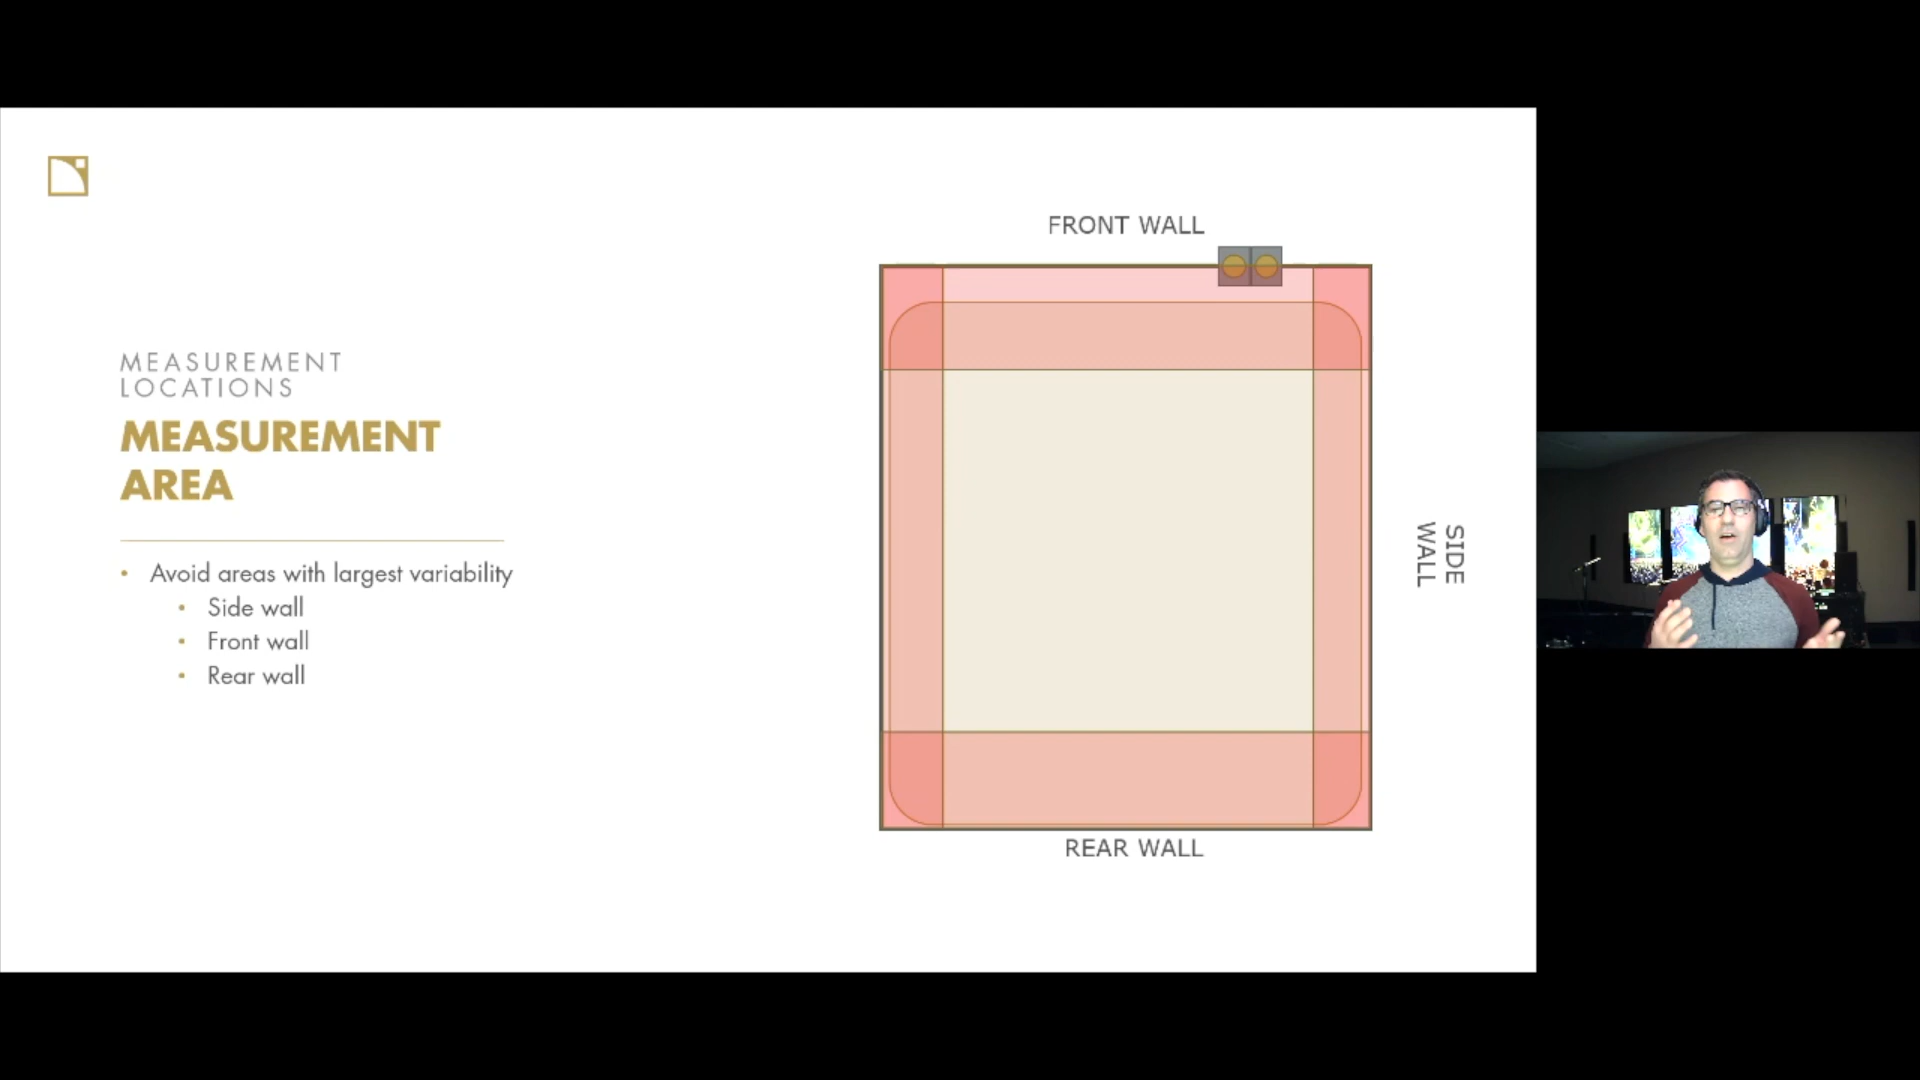 MEASUREMENT
LOCATIONS
MEASUREMENT
AREA
• Avoid areas with largest variability
• Side wall
• Front wall
• Rear wall
FRONT WALL
SIDE
WALL
REAR WALL